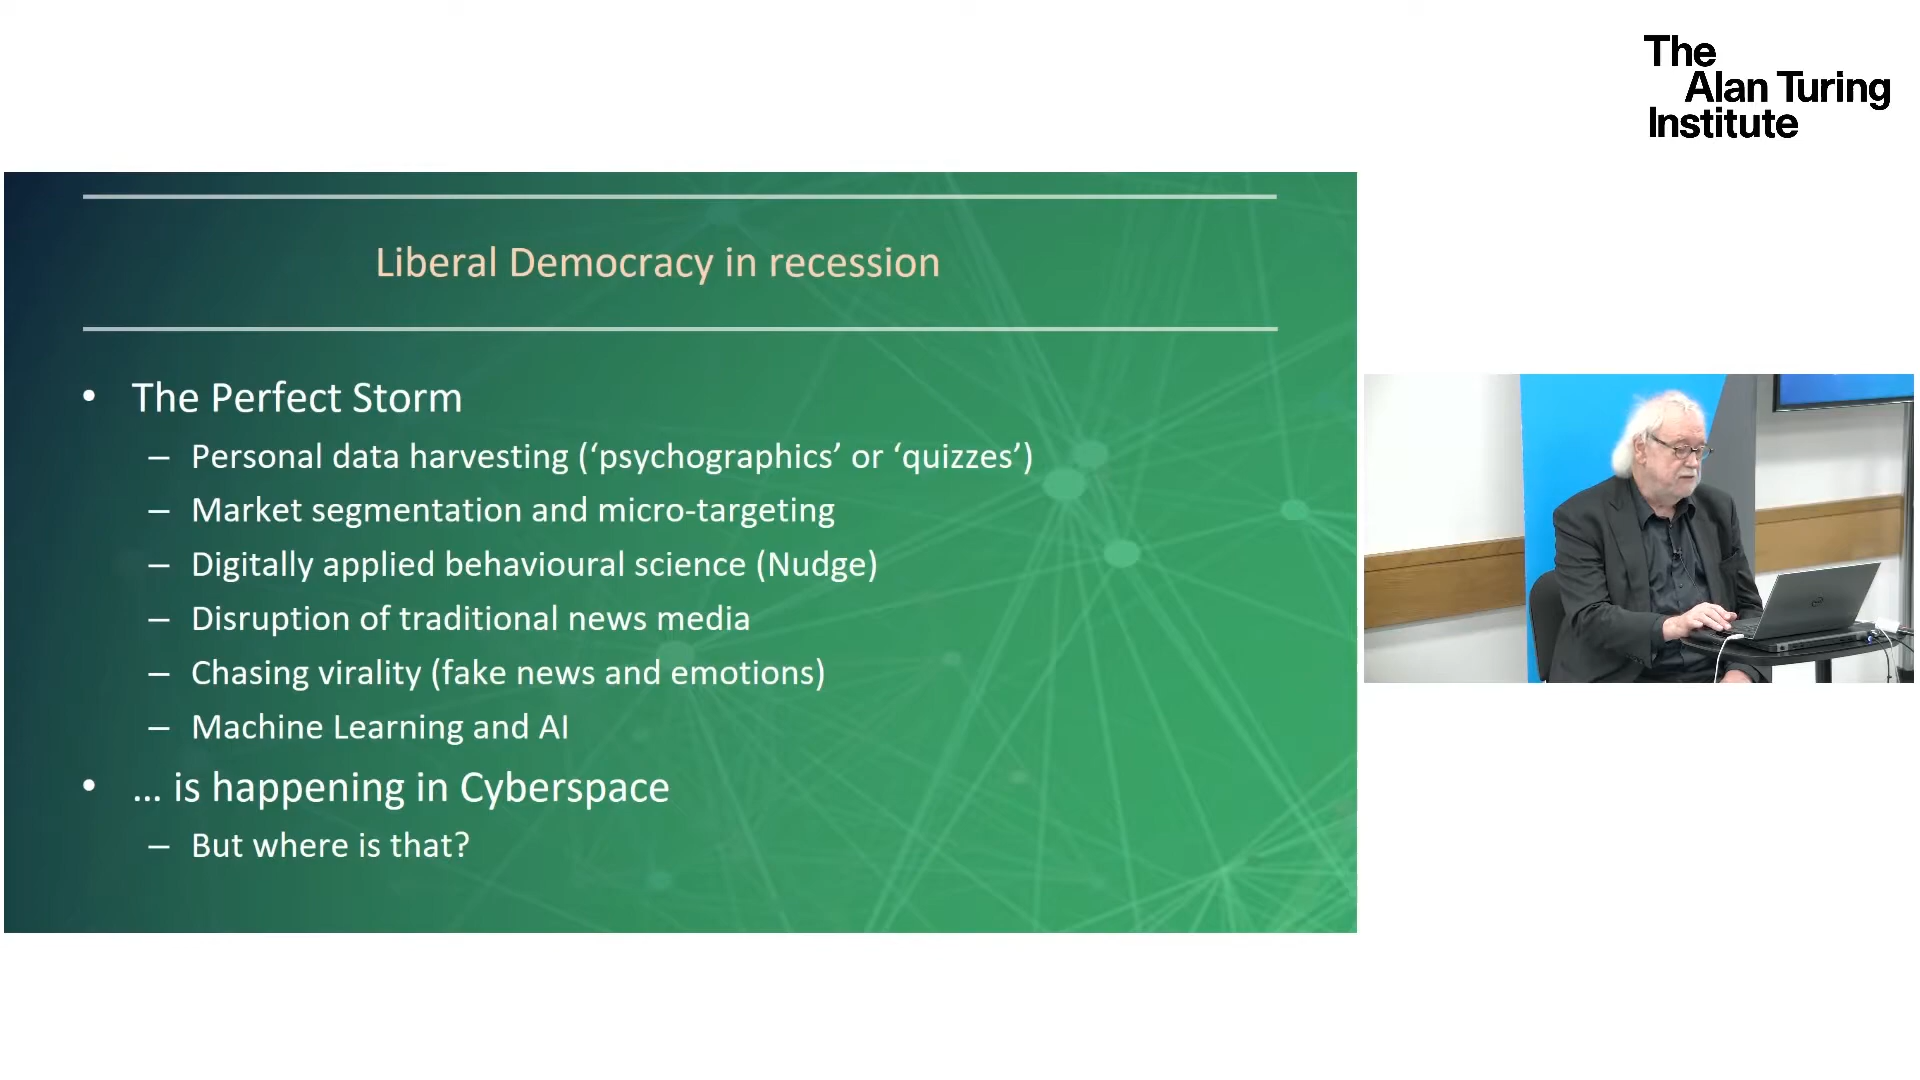 The
Alan Turing
Institute
Liberal Democracy in recession
• The Perfect Storm
– Personal data harvesting (‘psychographics’ or ‘quizzes’)
– Market segmentation and micro-targeting
– Digitally applied behavioural science (Nudge)
– Disruption of traditional news media
– Chasing virality (fake news and emotions)
– Machine Learning and AI
• ... is happening in Cyberspace
– But where is that?